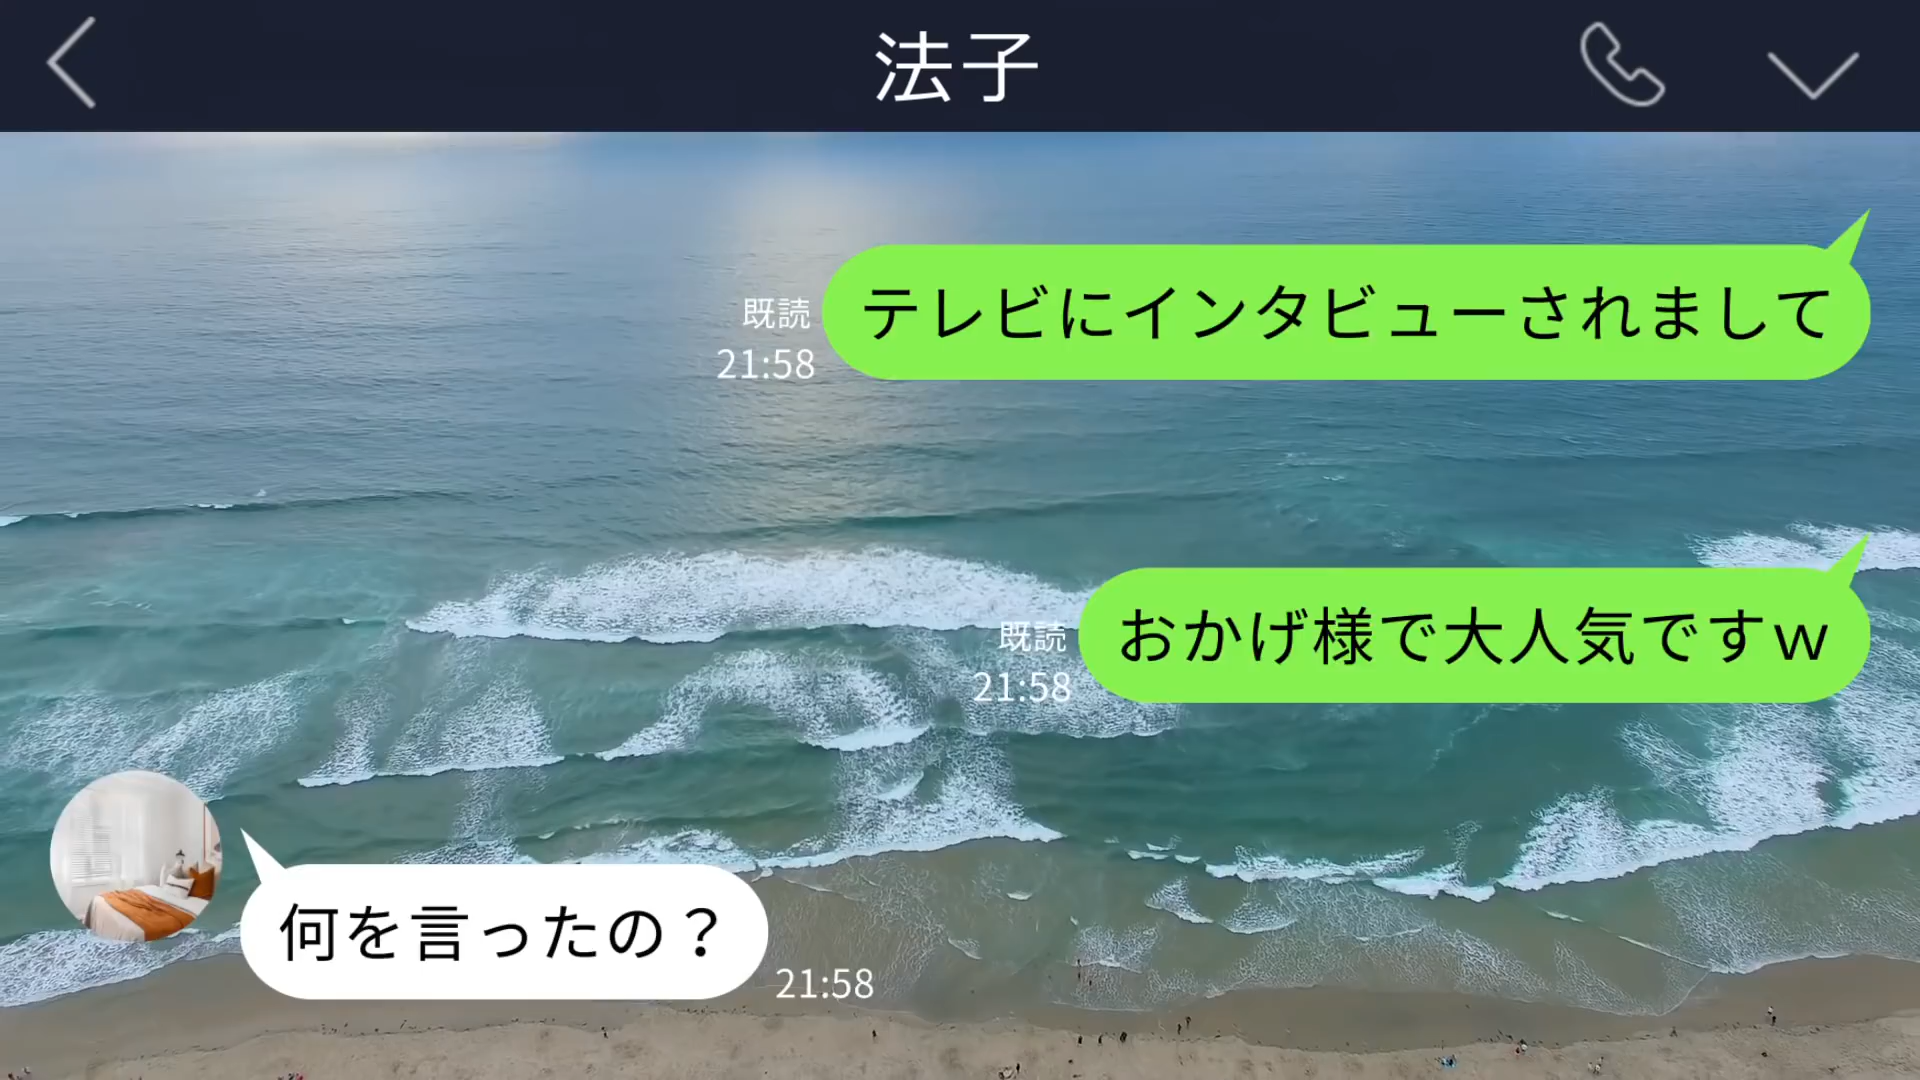 法子
テレビにインタビューされまして
既読
21:58
おかげ様で大人気ですｗ
既読
21:58
何を言ったの？
21:58